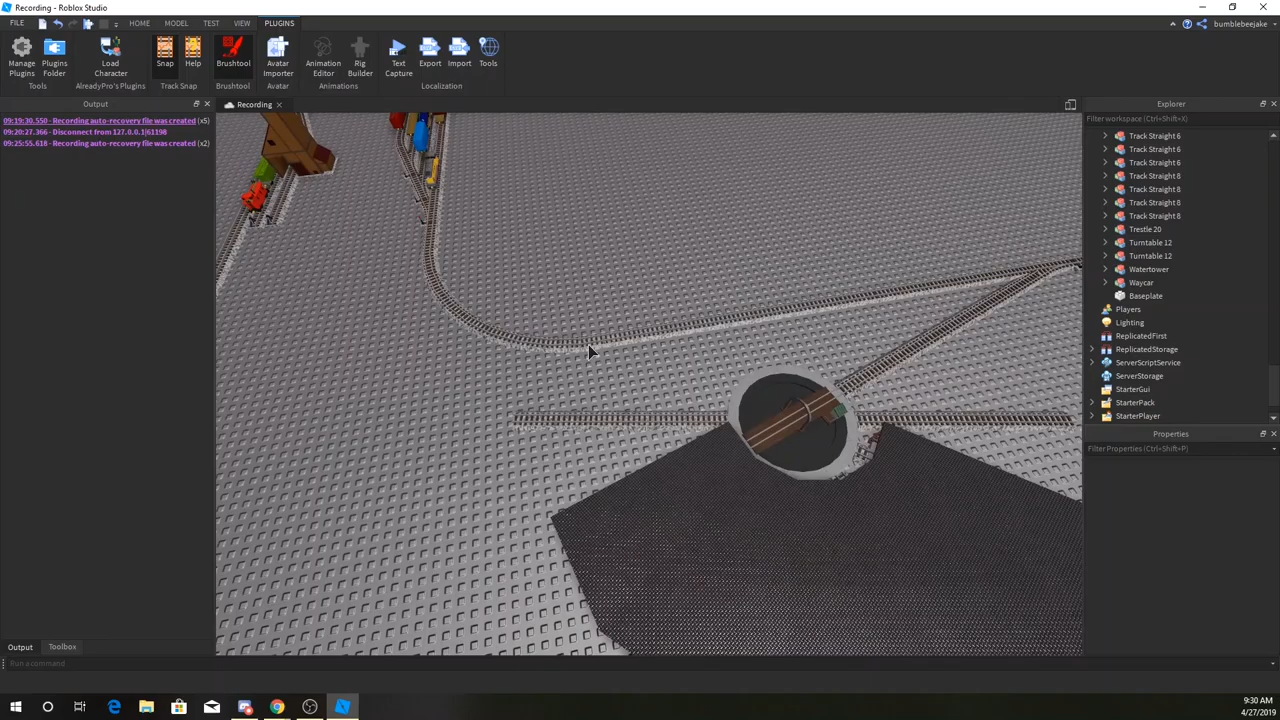 Recording - Roblox Studio
FILE
HOME MODEL TEST VIEW PLUGINS
bumblebeejake
Manage Plugins
Plugins Folder
Load Character
Snap
Help
Brushtool
Avatar Importer
Animation Editor
Rig Builder
Text Capture
Export
Import
Tools
Tools
AlreadyPro's Plugins
Track Snap
Brushtool
Avatar
Animations
Localization
Output
Recording
Explorer
09:19:30.550 - Recording auto-recovery file was created (x5)
09:20:27.366 - Disconnect from 127.0.0.1|61198
09:25:55.618 - Recording auto-recovery file was created (x2)
Filter workspace (Ctrl+Shift+X)
Track Straight 6
Track Straight 6
Track Straight 6
Track Straight 8
Track Straight 8
Track Straight 8
Track Straight 8
Trestle 20
Turntable 12
Turntable 12
Watertower
Waycar
Baseplate
Players
Lighting
ReplicatedFirst
ReplicatedStorage
ServerScriptService
ServerStorage
StarterGui
StarterPack
StarterPlayer
Properties
Filter Properties (Ctrl+Shift+P)
Output Toolbox
Run a command
9:30 AM
4/27/2019